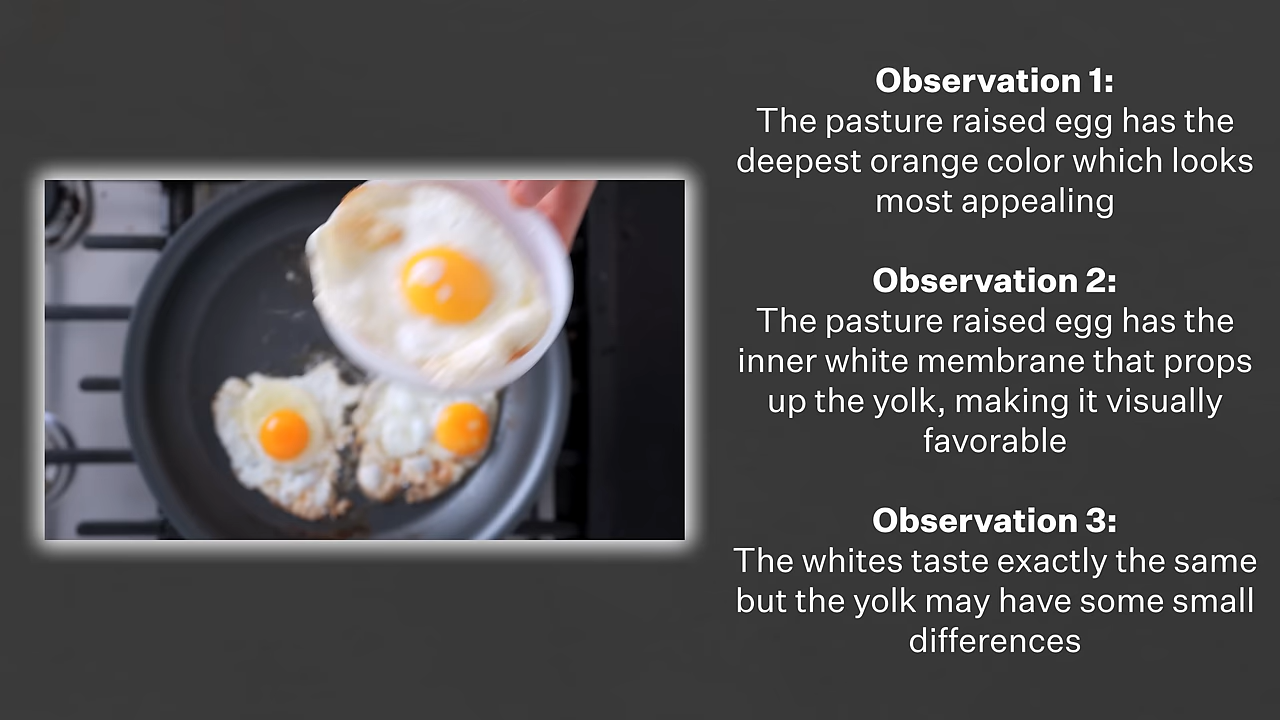 Observation 1:
The pasture raised egg has the
deepest orange color which looks
most appealing
Observation 2:
The pasture raised egg has the
inner white membrane that props
up the yolk, making it visually
favorable
Observation 3:
The whites taste exactly the same
but the yolk may have some small
differences